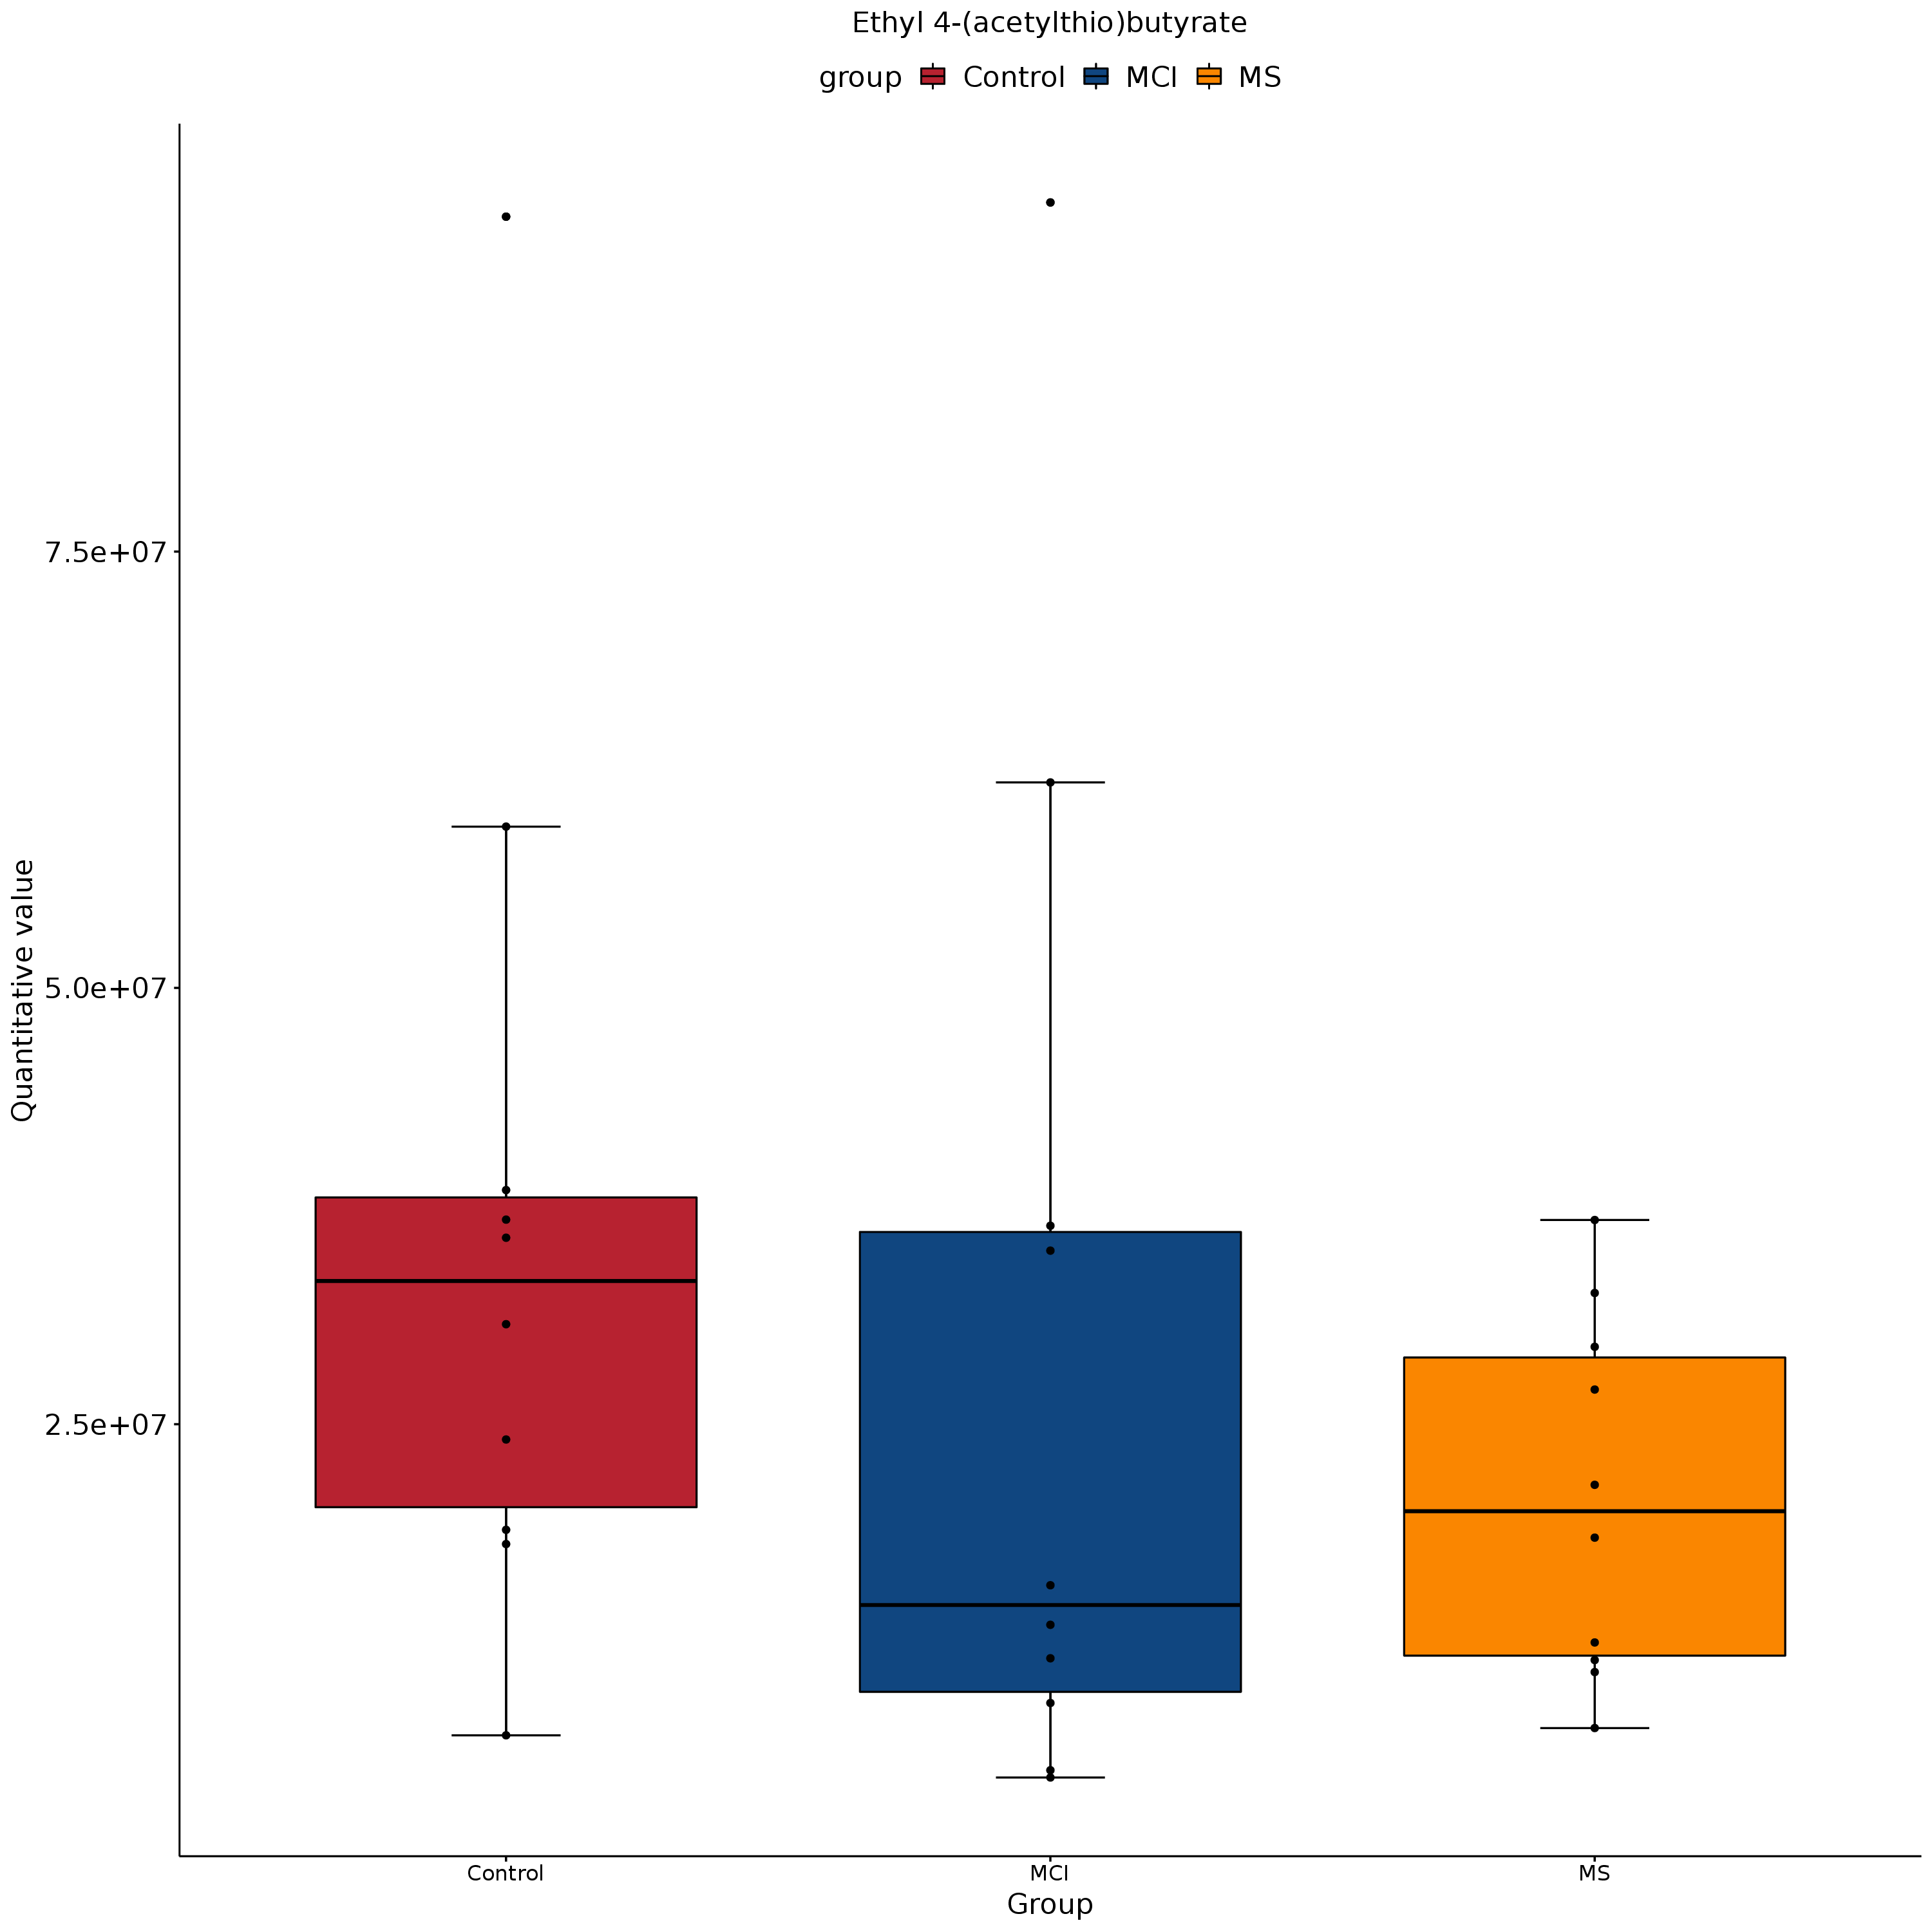 Ethyl 4-(acetylthio)butyrate
group Control MCI MS
Quantitative value
7.5e+07
5.0e+07
2.5e+07
Control MCI MS
Group